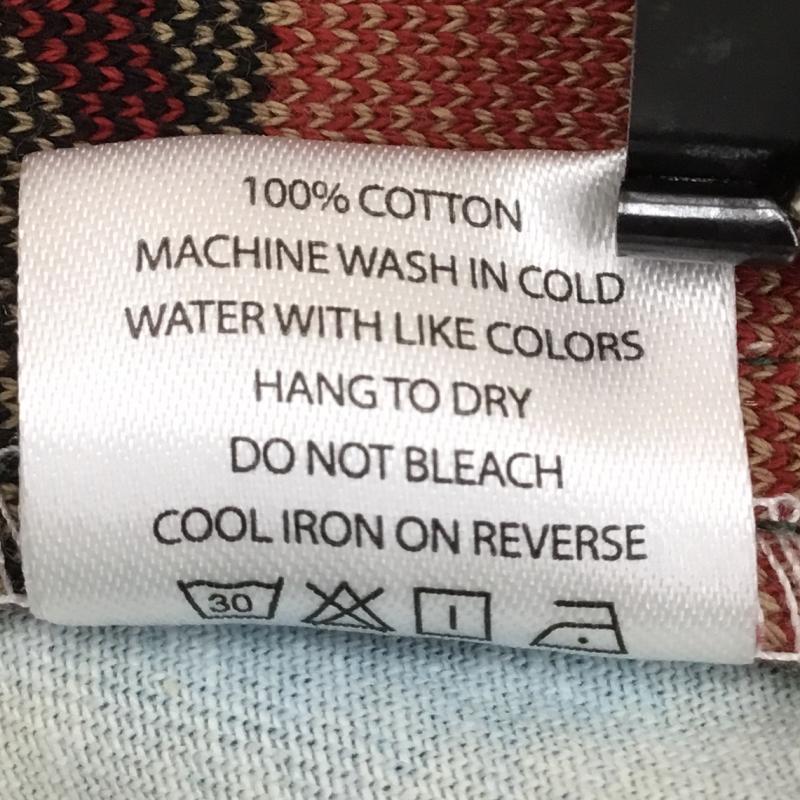 100% COTTON
MACHINE WASH IN COLD
WATER WITH LIKE COLORS
HANG TO DRY
DO NOT BLEACH
COOL IRON ON REVERSE
30